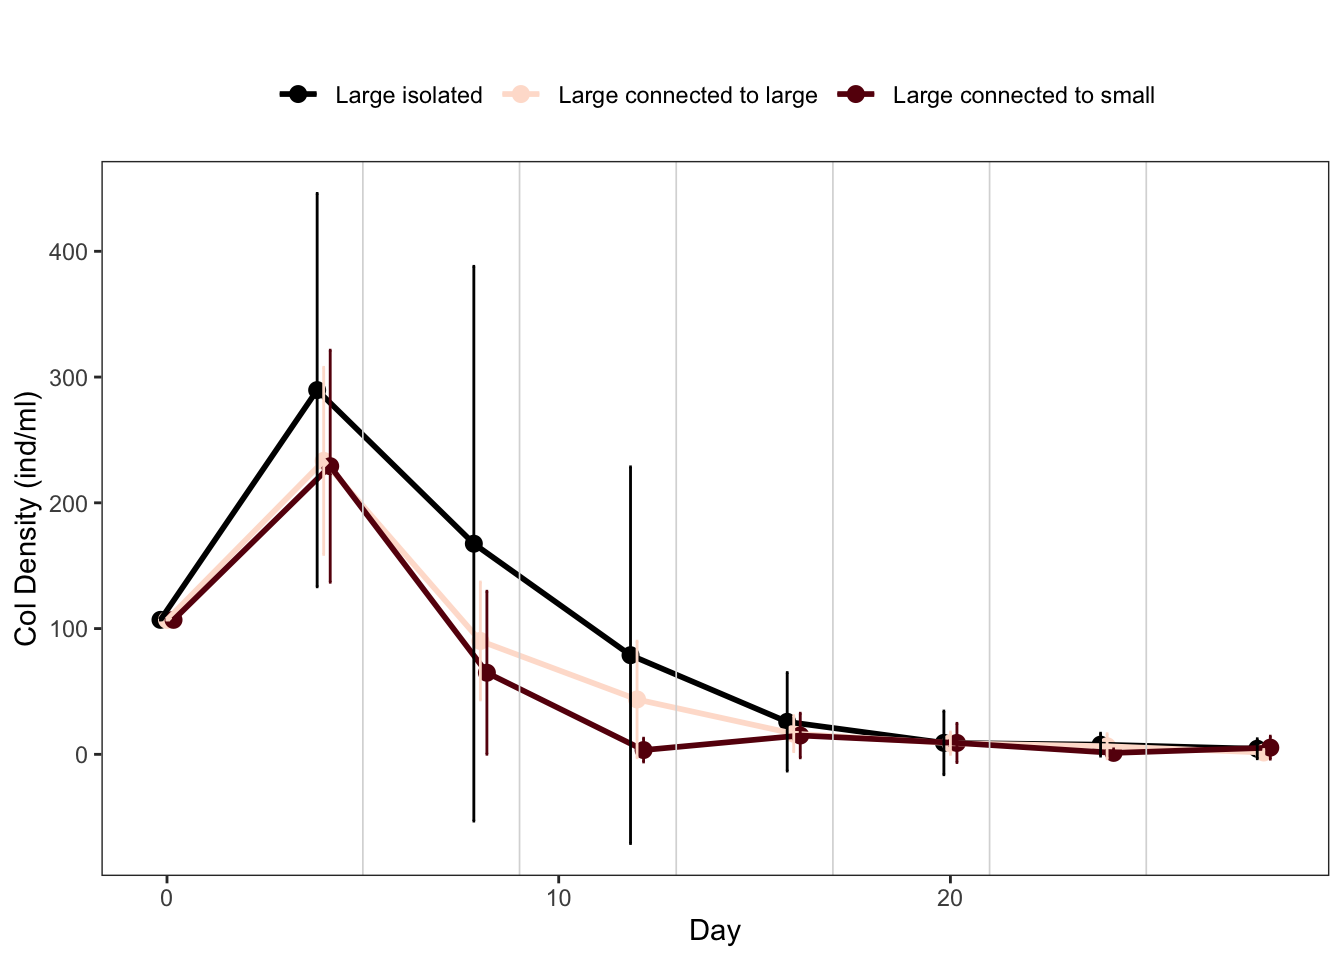 Large isolated Large connected to large Large connected to small
400
300
200
100
0
Col Density (ind/ml)
0 10 20
Day